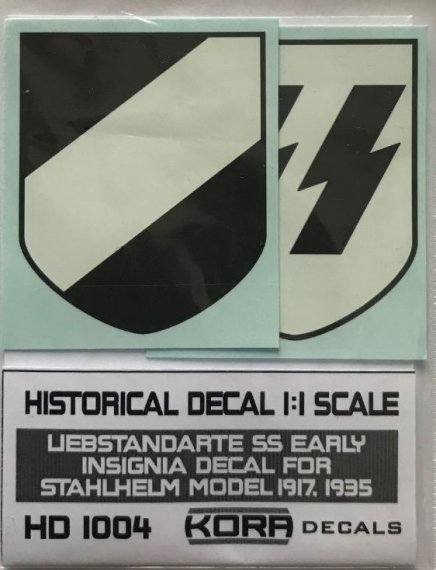 HISTORICAL DECAL 1:1 SCALE
LIEBSTANDARTE SS EARLY
INSIGNIA DECAL FOR
STAHLHELM MODEL 1917, 1935
HD 1004 KORA DECALS